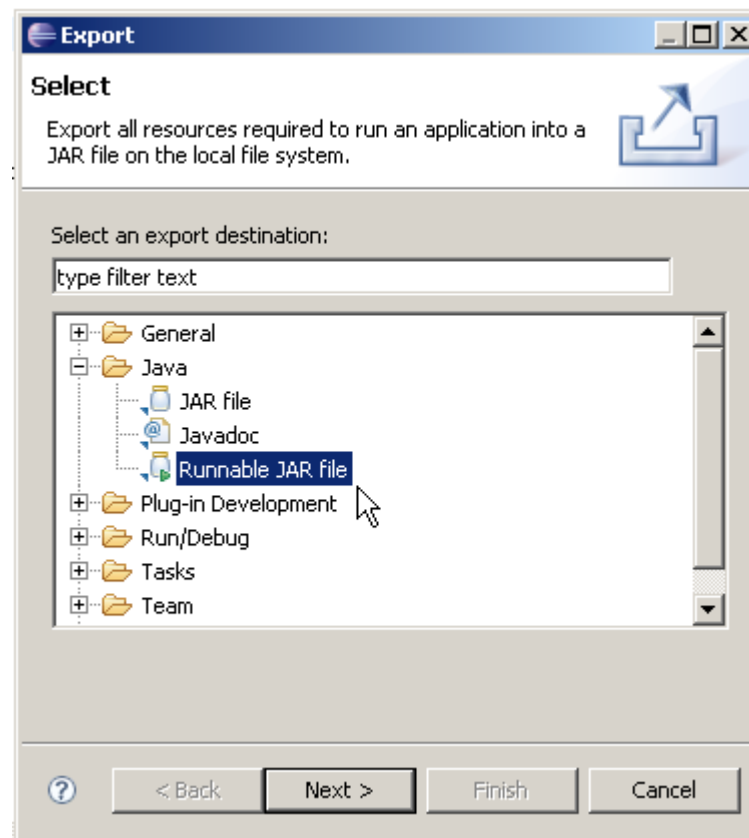 Export
Select
Export all resources required to run an application into a
JAR file on the local file system.
Select an export destination:
type filter text
General
Java
JAR file
Javadoc
Runnable JAR file
Plug-in Development
Run/Debug
Tasks
Team
? < Back Next > Finish Cancel